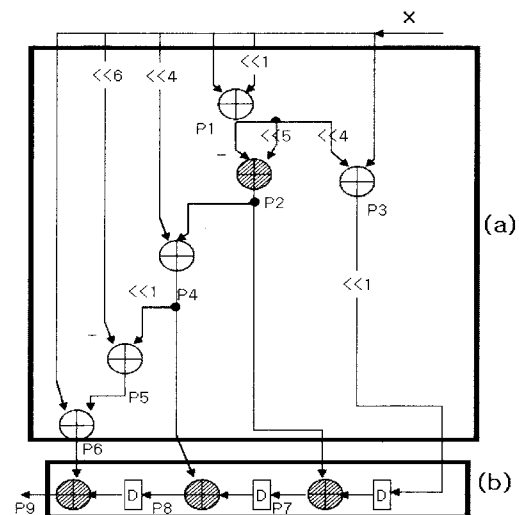 X
<<6
<<4
<<1
P1
<<5
<<4
–
P2
P3
(a)
<<1
<<1
P4
–
P5
P6
(b)
D
D
D
P9
P8
P7